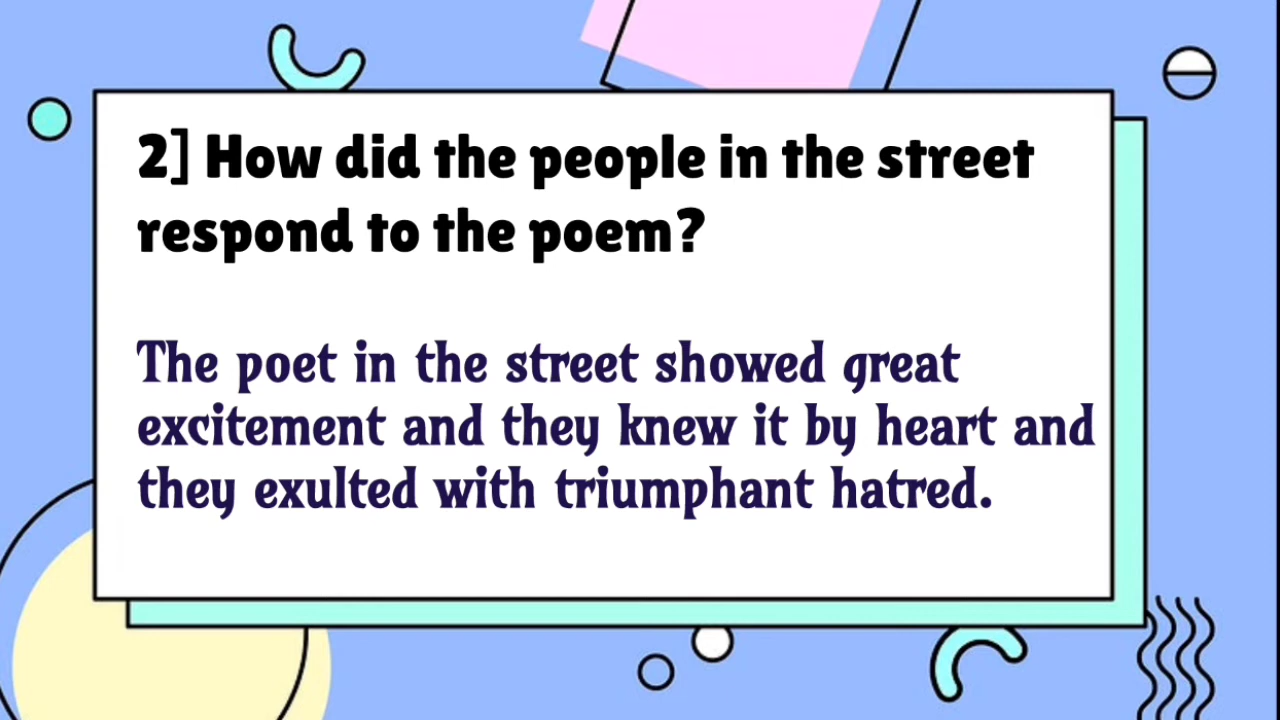 2] How did the people in the street
respond to the poem?
The poet in the street showed great
excitement and they knew it by heart and
they exulted with triumphant hatred.